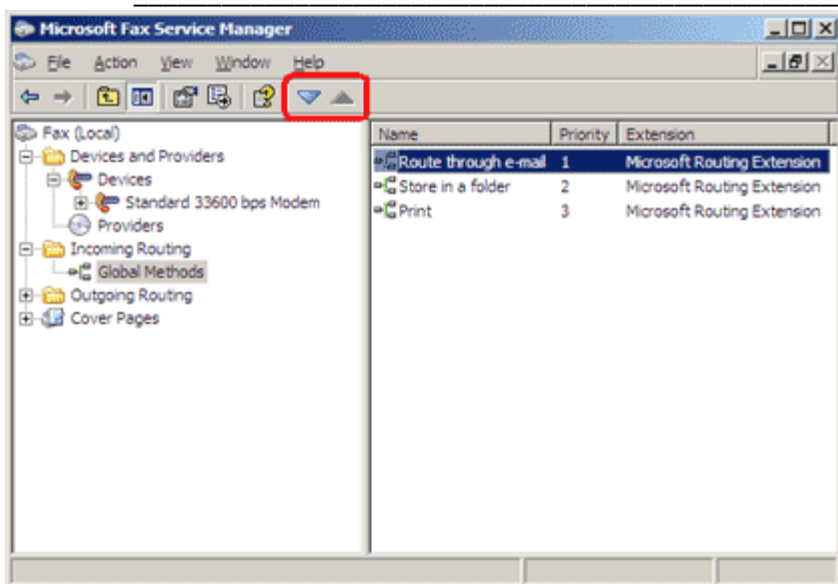 Microsoft Fax Service Manager
File Action View Window Help
Fax (Local)
Devices and Providers
Devices
Standard 33600 bps Modem
Providers
Incoming Routing
Global Methods
Outgoing Routing
Cover Pages
Name Priority Extension
Route through e-mail 1 Microsoft Routing Extension
Store in a folder 2 Microsoft Routing Extension
Print 3 Microsoft Routing Extension